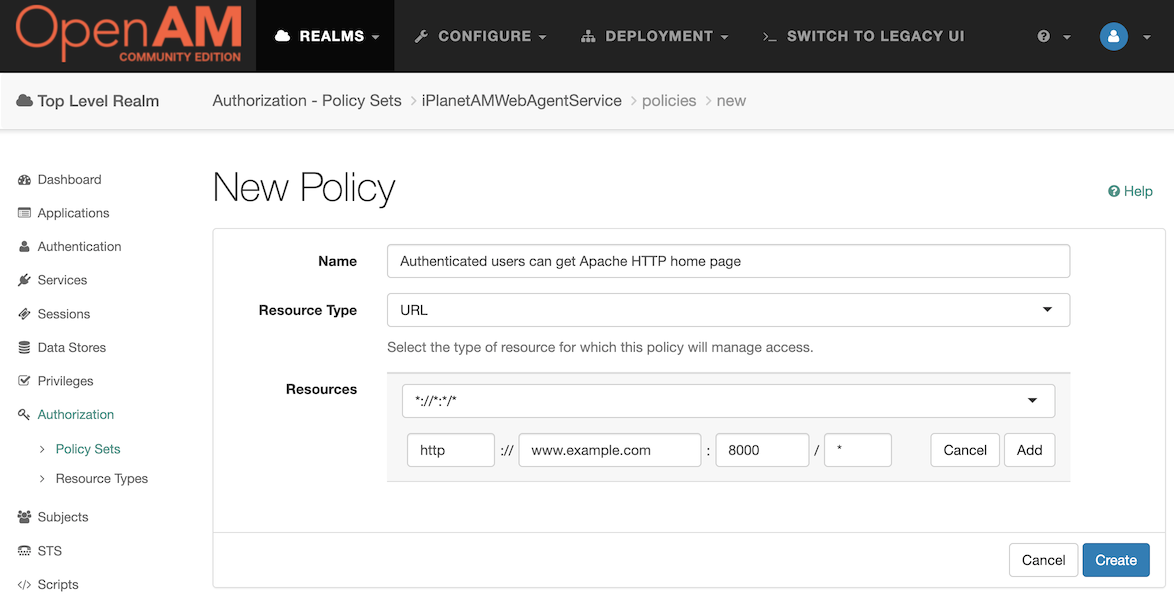 OpenAM
COMMUNITY EDITION
REALMS
CONFIGURE
DEPLOYMENT
>_ SWITCH TO LEGACY UI
Top Level Realm
Authorization - Policy Sets > iPlanetAMWebAgentService > policies > new
Dashboard
Applications
Authentication
Services
Sessions
Data Stores
Privileges
Authorization
> Policy Sets
> Resource Types
Subjects
STS
</> Scripts
New Policy
Help
Name
Authenticated users can get Apache HTTP home page
Resource Type
URL
Select the type of resource for which this policy will manage access.
Resources
*://*:*/*
http :// www.example.com : 8000 / *
Cancel
Add
Cancel
Create